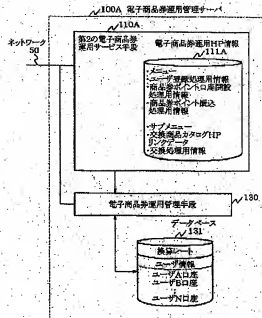 100A 電子商品券運用管理サーバ
110A
ネットワーク
50
第2の電子商品券
運用サービス手段
電子商品券運用HP情報
111A
・メニュー
・ユーザ登録処理用情報
・商品券ポイント口座開設
処理用情報
・商品券ポイント振込
処理用情報
・サブメニュー
・交換商品カタログHP
リンクデータ
・交換処理用情報
130
電子商品券運用管理手段
データベース
131
換算レート
ユーザ情報
ユーザA口座
ユーザB口座
ユーザN口座